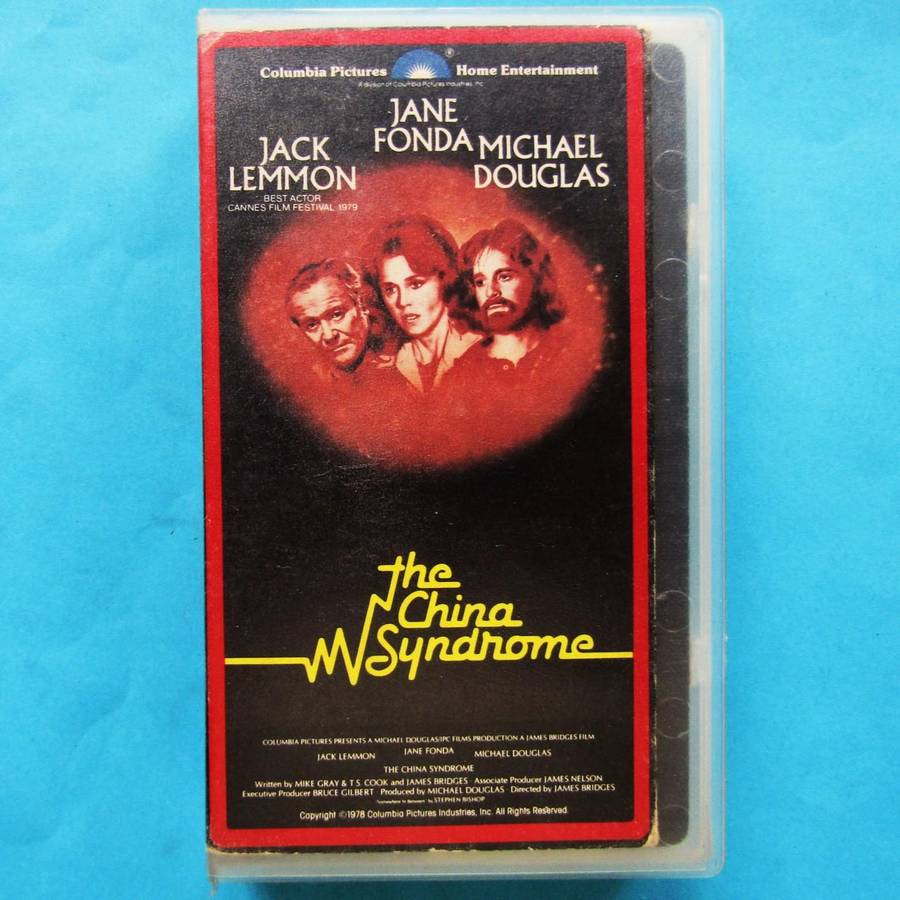 Columbia Pictures ® Home Entertainment
A division of Columbia Pictures Industries, Inc.
JANE
FONDA
JACK
LEMMON
BEST ACTOR
CANNES FILM FESTIVAL 1979
MICHAEL
DOUGLAS
the
China
Syndrome
COLUMBIA PICTURES PRESENTS A MICHAEL DOUGLAS/IPC FILMS PRODUCTION A JAMES BRIDGES FILM
JACK LEMMON JANE FONDA MICHAEL DOUGLAS
THE CHINA SYNDROME
Written by MIKE GRAY & T.S. COOK and JAMES BRIDGES · Associate Producer JAMES NELSON
Executive Producer BRUCE GILBERT · Produced by MICHAEL DOUGLAS · Directed by JAMES BRIDGES
"Somewhere In Between" by STEPHEN BISHOP
Copyright ©1978 Columbia Pictures Industries, Inc. All Rights Reserved.